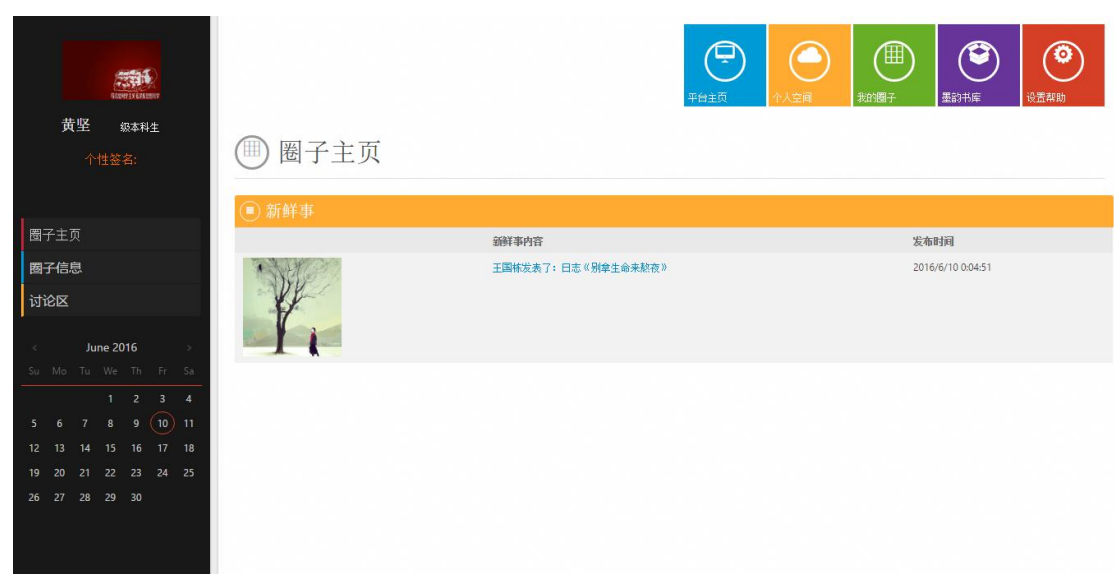 平台主页 个人空间 我的圈子 墨韵书库 设置帮助
黄坚 级本科生
个性签名:
圈子主页
圈子信息
讨论区
< June 2016 >
Su Mo Tu We Th Fr Sa
1 2 3 4
5 6 7 8 9 10 11
12 13 14 15 16 17 18
19 20 21 22 23 24 25
26 27 28 29 30
圈子主页
新鲜事
新鲜事内容 发布时间
王国栋发表了：日志《别拿生命来熬夜》 2016/6/10 0:04:51